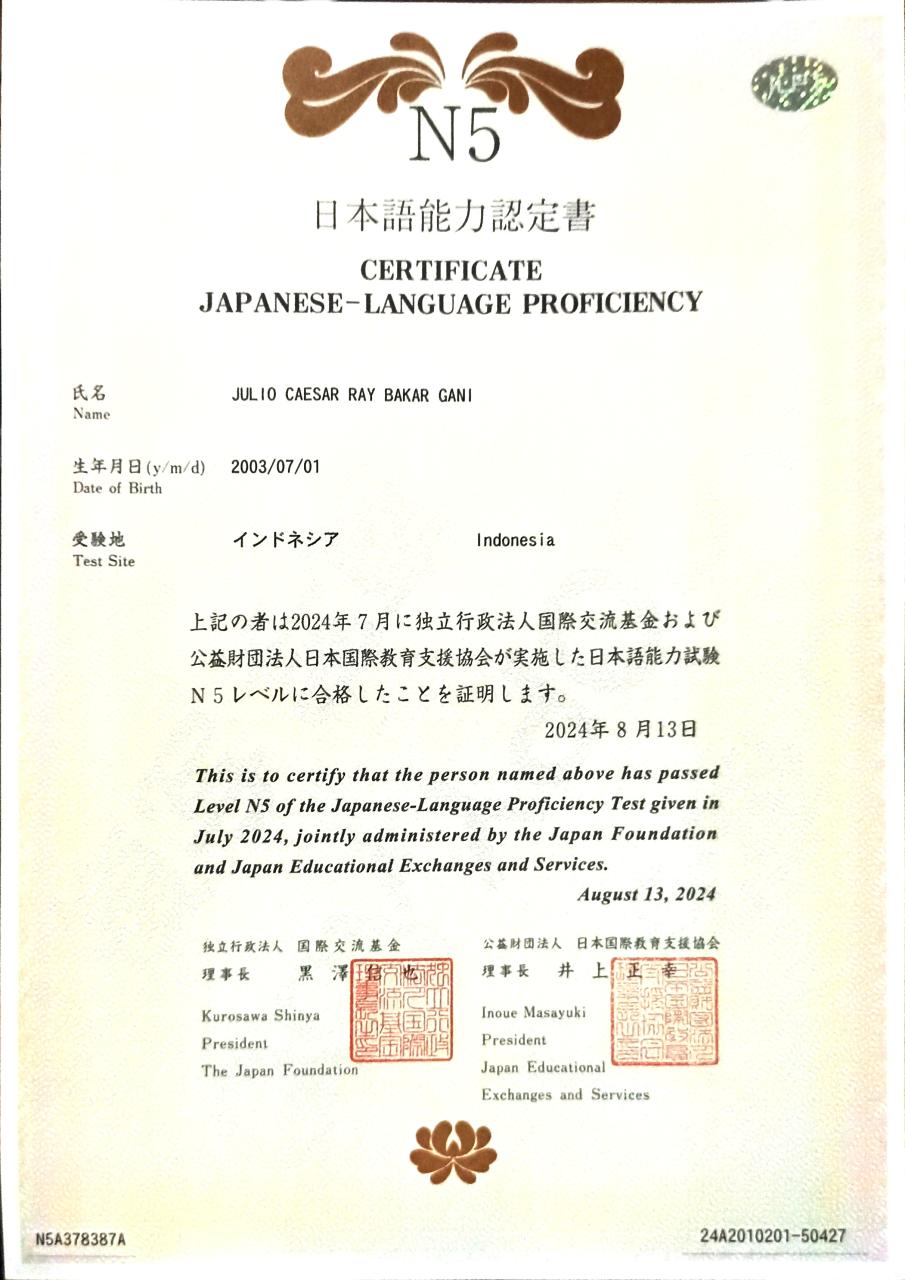 N5
日本語能力認定書
CERTIFICATE
JAPANESE-LANGUAGE PROFICIENCY
氏名 JULIO CAESAR RAY BAKAR GANI
Name
生年月日(y/m/d) 2003/07/01
Date of Birth
受験地 インドネシア Indonesia
Test Site
上記の者は2024年7月に独立行政法人国際交流基金および
公益財団法人日本国際教育支援協会が実施した日本語能力試験
N5レベルに合格したことを証明します。
2024年8月13日
This is to certify that the person named above has passed
Level N5 of the Japanese-Language Proficiency Test given in
July 2024, jointly administered by the Japan Foundation
and Japan Educational Exchanges and Services.
August 13, 2024
独立行政法人 国際交流基金
理事長 黒澤信也
Kurosawa Shinya
President
The Japan Foundation
公益財団法人 日本国際教育支援協会
理事長 井上正幸
Inoue Masayuki
President
Japan Educational
Exchanges and Services
N5A378387A
24A2010201-50427